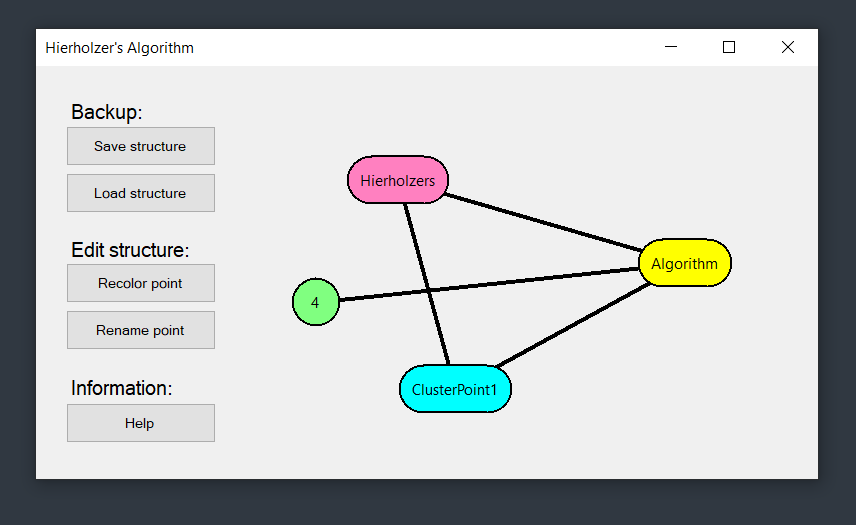 Hierholzer's Algorithm
Backup:
Save structure
Load structure
Edit structure:
Recolor point
Rename point
Information:
Help
Hierholzers
Algorithm
4
ClusterPoint1